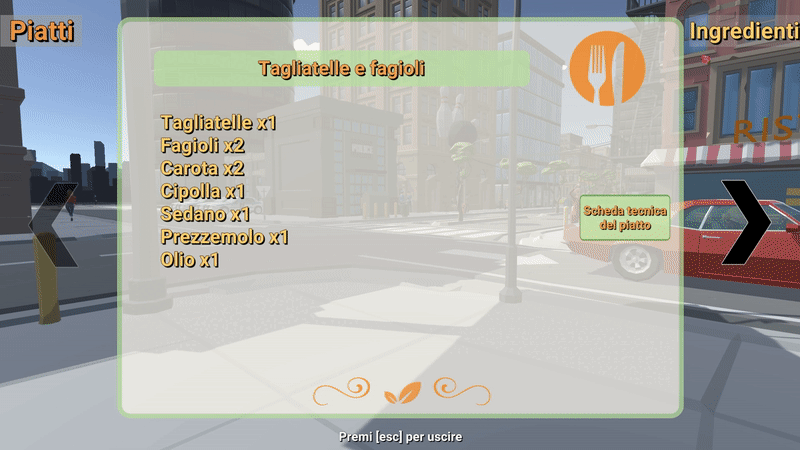 Piatti
Ingredienti
Tagliatelle e fagioli
Tagliatelle x1
Fagioli x2
Carota x2
Cipolla x1
Sedano x1
Prezzemolo x1
Olio x1
Scheda tecnica
del piatto
RIS
Premi [esc] per uscire